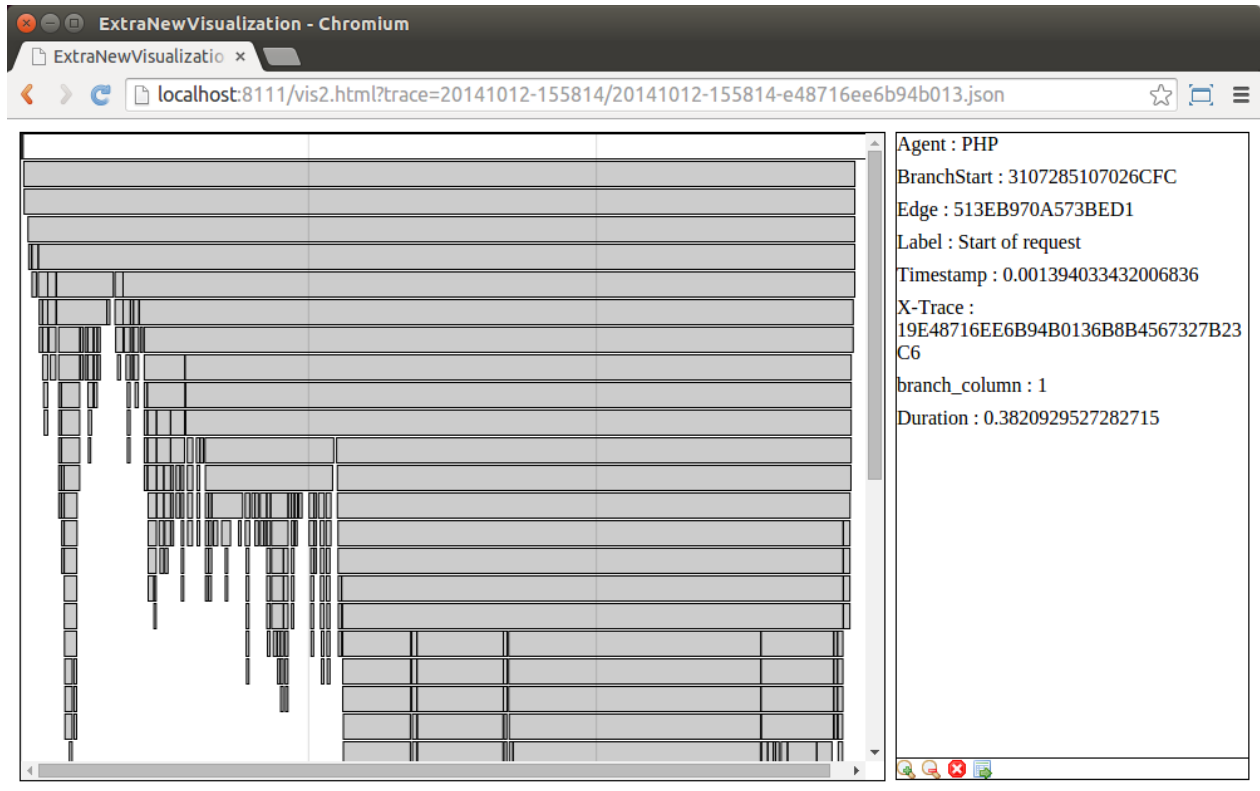 ExtraNewVisualization - Chromium
ExtraNewVisualizatio
localhost:8111/vis2.html?trace=20141012-155814/20141012-155814-e48716ee6b94b013.json
Agent : PHP
BranchStart : 3107285107026CFC
Edge : 513EB970A573BED1
Label : Start of request
Timestamp : 0.001394033432006836
X-Trace :
19E48716EE6B94B0136B8B4567327B23
C6
branch_column : 1
Duration : 0.3820929527282715